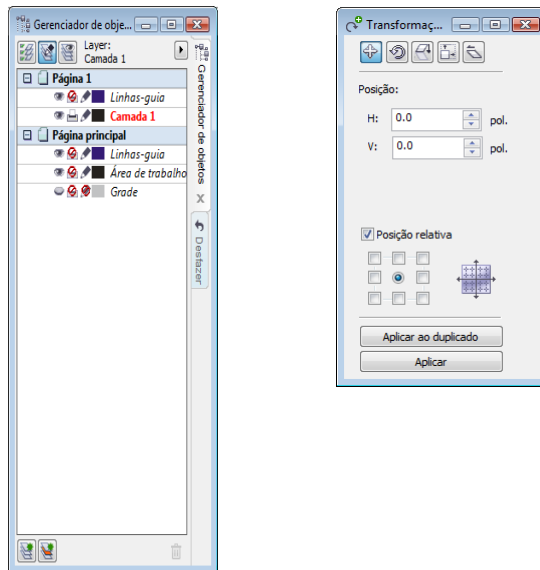 Gerenciador de obje...
Layer:
Camada 1
Página 1
Linhas-guia
Camada 1
Página principal
Linhas-guia
Área de trabalho
Grade
Gerenciador de objetos
X
Desfazer
Transformaç...
Posição:
H: 0.0 pol.
V: 0.0 pol.
Posição relativa
Aplicar ao duplicado
Aplicar